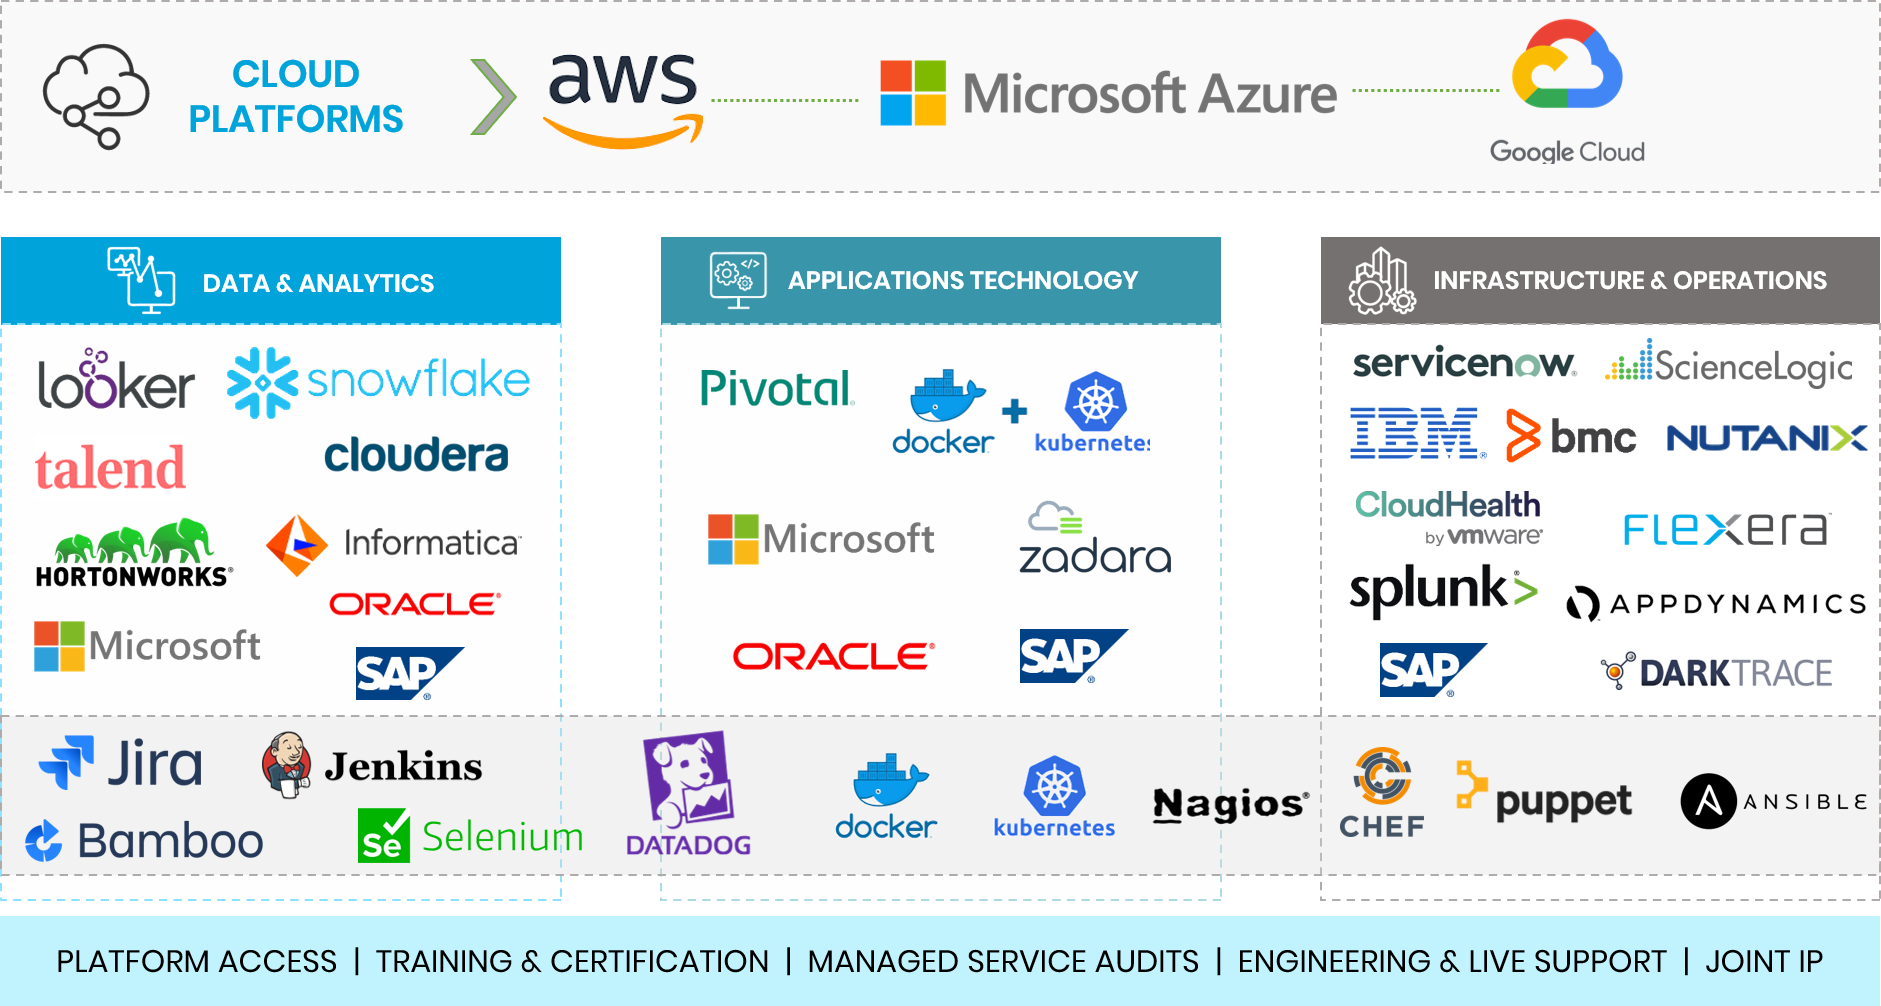 CLOUD
PLATFORMS
aws
Microsoft Azure
Google Cloud
DATA & ANALYTICS
looker
snowflake
talend
cloudera
HORTONWORKS®
Informatica™
ORACLE®
Microsoft
SAP®
APPLICATIONS TECHNOLOGY
</>
Pivotal
docker
+
kubernetes
Microsoft
zadara
ORACLE®
SAP®
INFRASTRUCTURE & OPERATIONS
servicenow
ScienceLogic
IBM®
bmc
NUTANIX
CloudHealth
by vmware®
FLEXera™
splunk®>
APPDYNAMICS
SAP®
DARKTRACE
Jira
Jenkins
Bamboo
Se Selenium
DATADOG
docker
kubernetes
Nagios®
CHEF
puppet
A ANSIBLE
PLATFORM ACCESS | TRAINING & CERTIFICATION | MANAGED SERVICE AUDITS | ENGINEERING & LIVE SUPPORT | JOINT IP